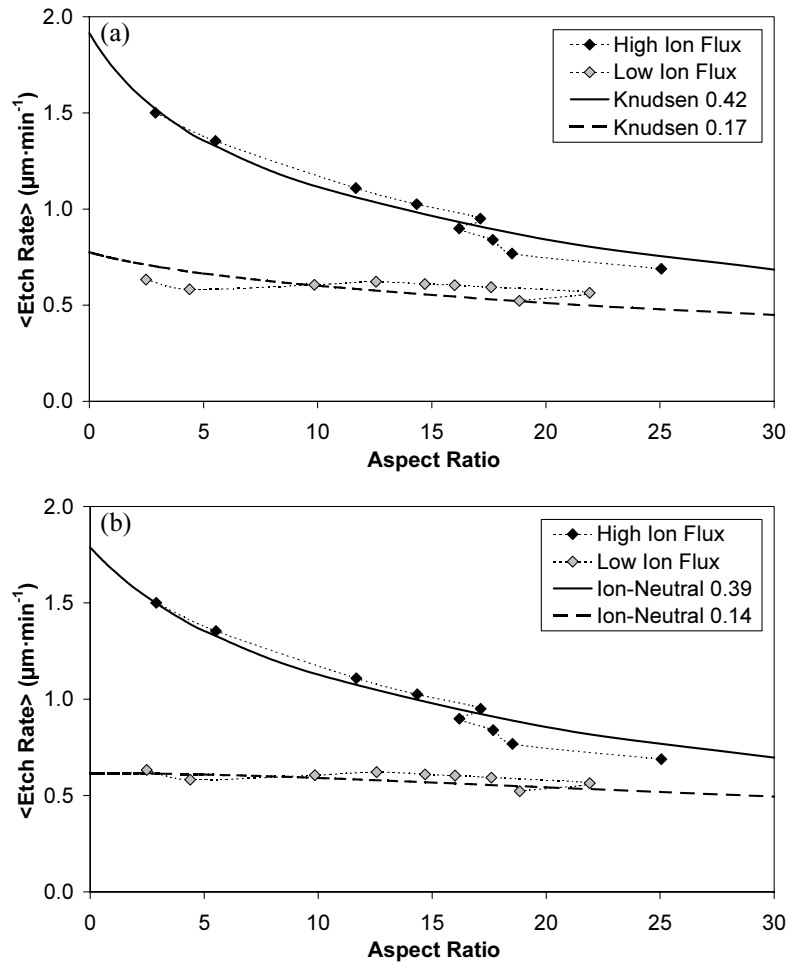 (a)
High Ion Flux
Low Ion Flux
Knudsen 0.42
Knudsen 0.17
<Etch Rate> (µm·min⁻¹)
2.0
1.5
1.0
0.5
0.0
0 5 10 15 20 25 30
Aspect Ratio
(b)
High Ion Flux
Low Ion Flux
Ion-Neutral 0.39
Ion-Neutral 0.14
<Etch Rate> (µm·min⁻¹)
2.0
1.5
1.0
0.5
0.0
0 5 10 15 20 25 30
Aspect Ratio